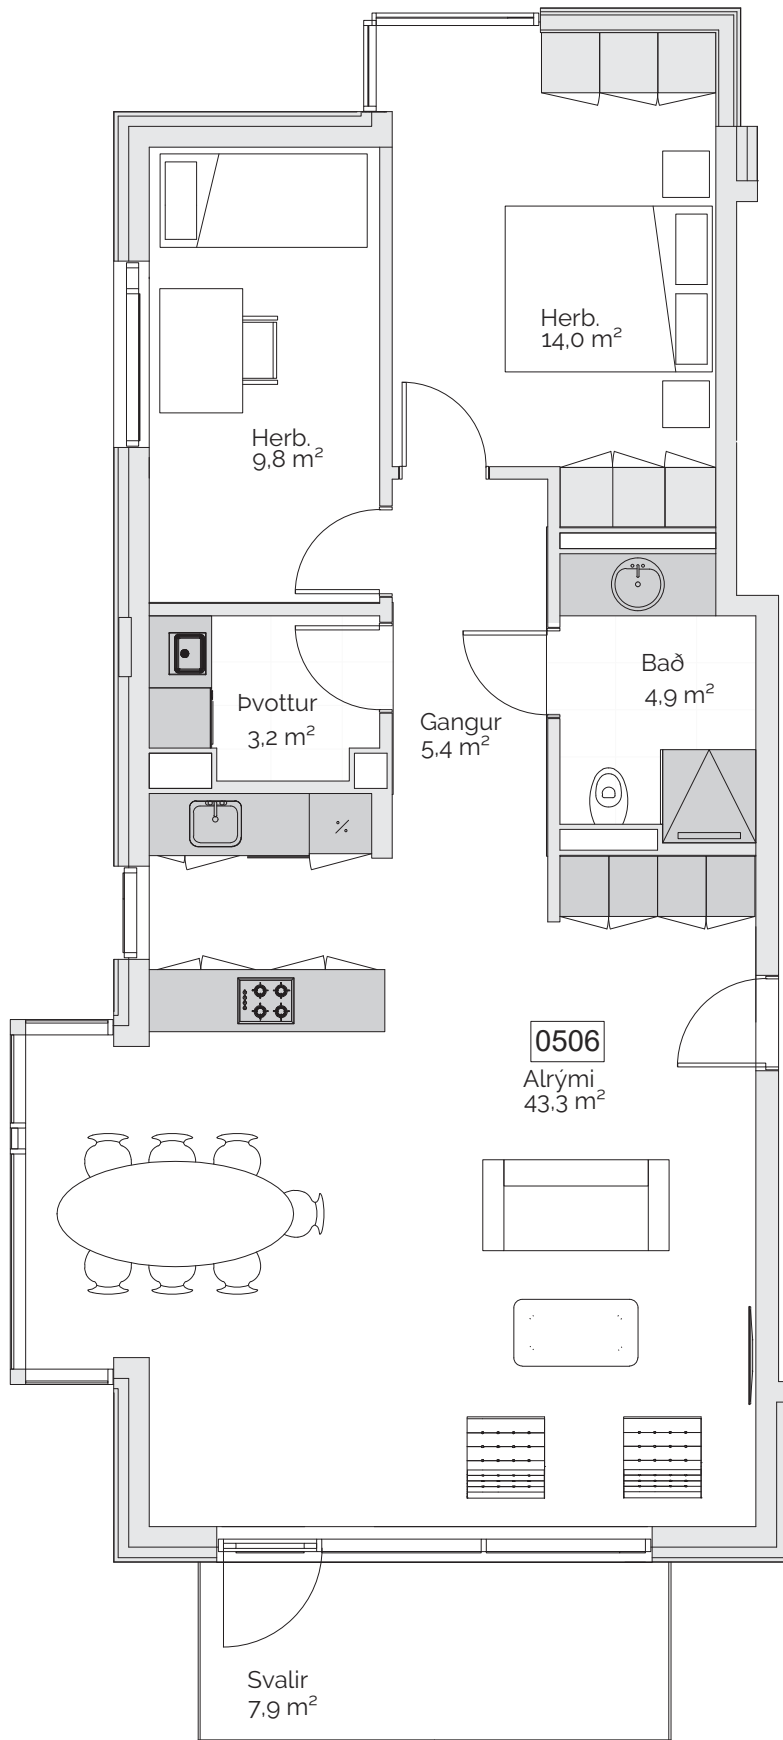 Herb.
14,0 m²
Herb.
9,8 m²
Bað
4,9 m²
Þvottur
3,2 m²
Gangur
5,4 m²
0506
Alrými
43,3 m²
Svalir
7,9 m²